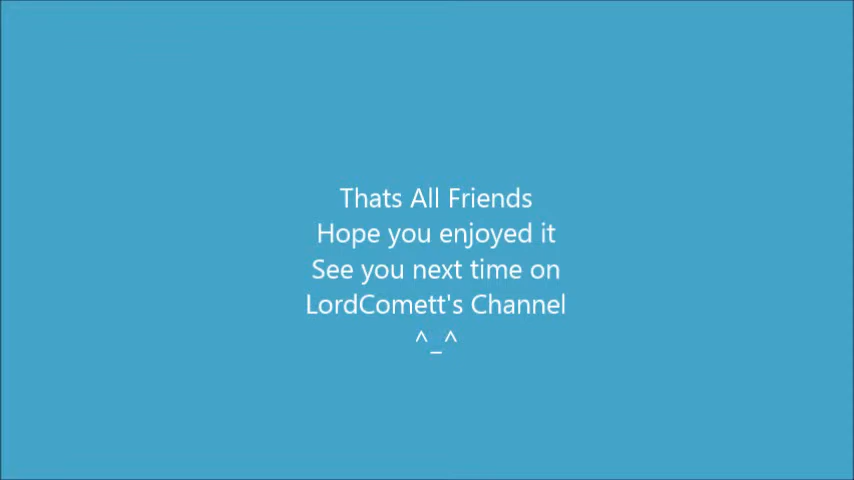 Thats All Friends
Hope you enjoyed it
See you next time on
LordComett's Channel
^_^